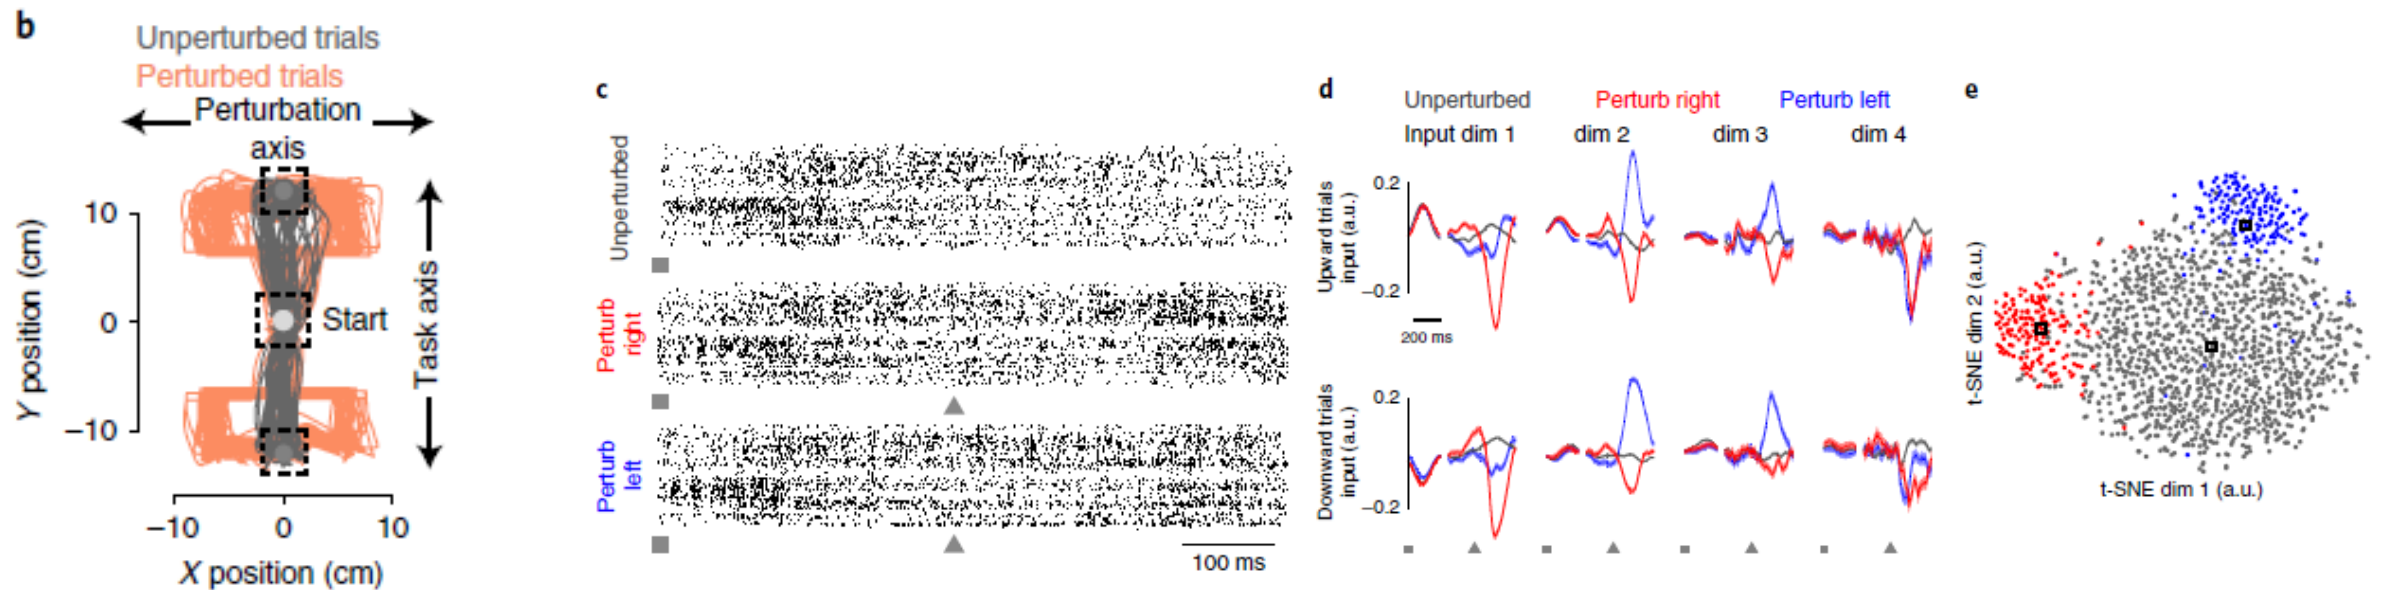 b
Unperturbed trials
Perturbed trials
Perturbation
axis
Y position (cm)
10
0
−10
Start
Task axis
−10 0 10
X position (cm)
c
Unperturbed
Perturb
right
Perturb
left
100 ms
d
Unperturbed Perturb right Perturb left
Input dim 1 dim 2 dim 3 dim 4
Upward trials
input (a.u.)
0.2
−0.2
200 ms
Downward trials
input (a.u.)
0.2
−0.2
e
t-SNE dim 2 (a.u.)
t-SNE dim 1 (a.u.)